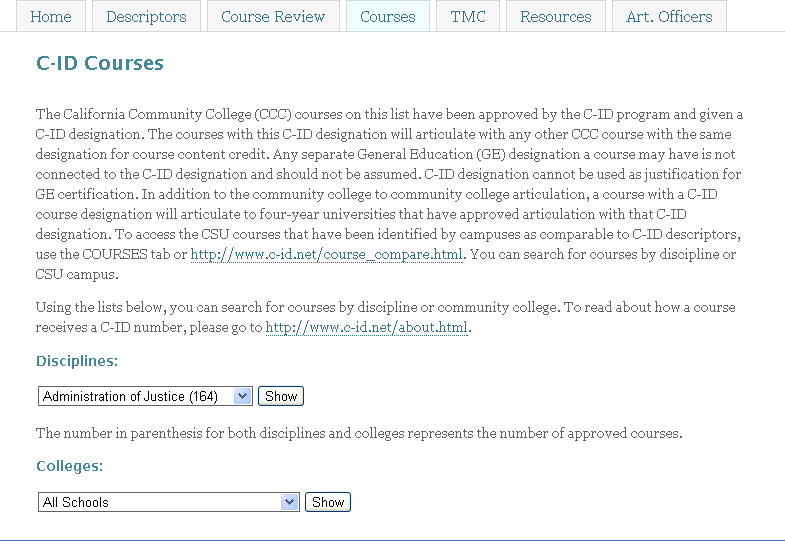 Home Descriptors Course Review Courses TMC Resources Art. Officers
C-ID Courses
The California Community College (CCC) courses on this list have been approved by the C-ID program and given a
C-ID designation. The courses with this C-ID designation will articulate with any other CCC course with the same
designation for course content credit. Any separate General Education (GE) designation a course may have is not
connected to the C-ID designation and should not be assumed. C-ID designation cannot be used as justification for
GE certification. In addition to the community college to community college articulation, a course with a C-ID
course designation will articulate to four-year universities that have approved articulation with that C-ID
designation. To access the CSU courses that have been identified by campuses as comparable to C-ID descriptors,
use the COURSES tab or http://www.c-id.net/course_compare.html. You can search for courses by discipline or
CSU campus.
Using the lists below, you can search for courses by discipline or community college. To read about how a course
receives a C-ID number, please go to http://www.c-id.net/about.html.
Disciplines:
Administration of Justice (164) Show
The number in parenthesis for both disciplines and colleges represents the number of approved courses.
Colleges:
All Schools Show